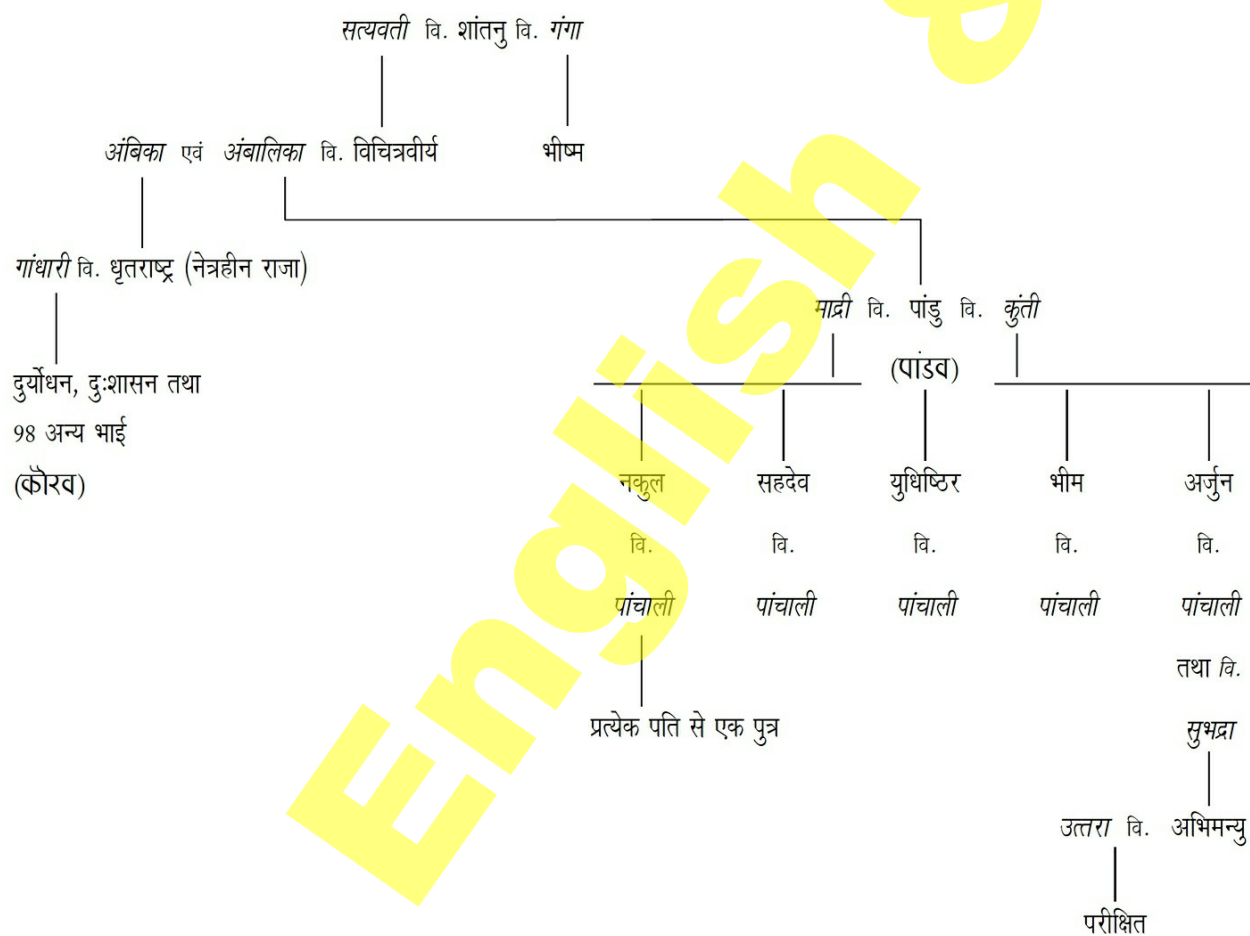 सत्यवती वि. शांतनु वि. गंगा
अंबिका एवं अंबालिका वि. विचित्रवीर्य भीष्म
गांधारी वि. धृतराष्ट्र (नेत्रहीन राजा)
माद्री वि. पांडु वि. कुंती
(पांडव)
दुर्योधन, दुःशासन तथा
98 अन्य भाई
(कौरव)
नकुल सहदेव युधिष्ठिर भीम अर्जुन
वि. वि. वि. वि. वि.
पांचाली पांचाली पांचाली पांचाली पांचाली
तथा वि.
प्रत्येक पति से एक पुत्र सुभद्रा
उत्तरा वि. अभिमन्यु
परीक्षित
English &